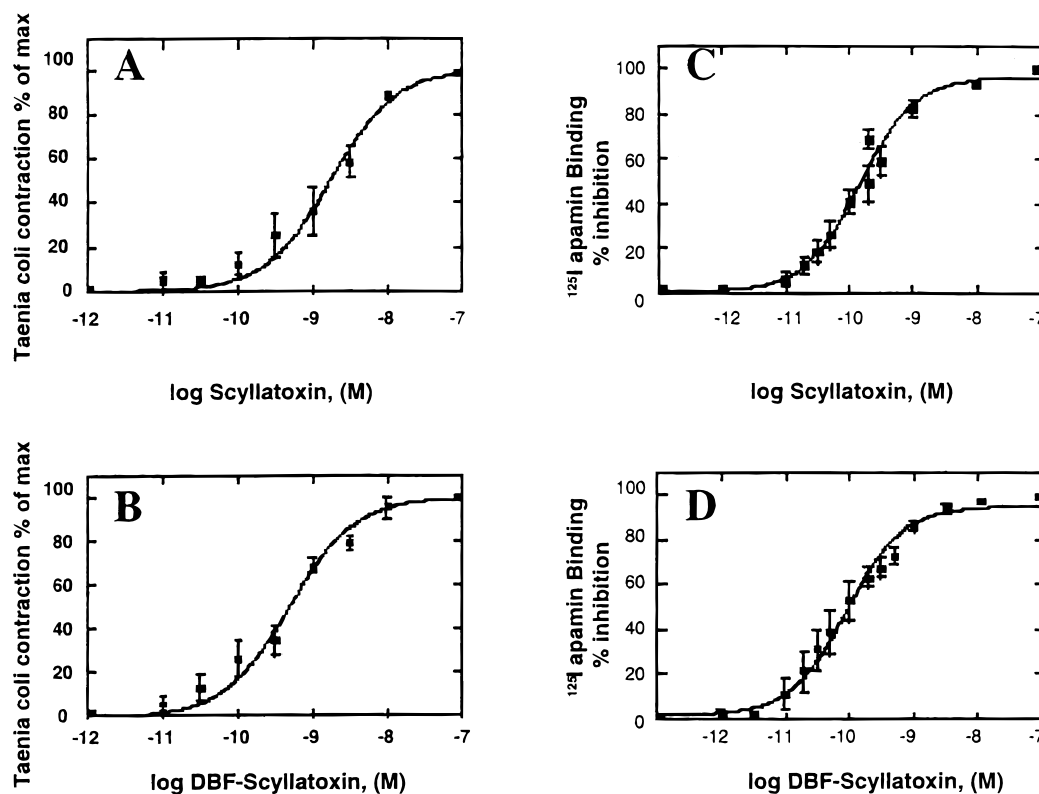 A
Taenia coli contraction % of max
100
80
60
40
20
0
-12 -11 -10 -9 -8 -7
log Scyllatoxin, (M)
C
125I apamin Binding
% inhibition
100
80
60
40
20
0
-12 -11 -10 -9 -8 -7
log Scyllatoxin, (M)
B
Taenia coli contraction % of max
100
80
60
40
20
0
-12 -11 -10 -9 -8 -7
log DBF-Scyllatoxin, (M)
D
125I apamin Binding
% inhibition
100
80
60
40
20
0
-12 -11 -10 -9 -8 -7
log DBF-Scyllatoxin, (M)